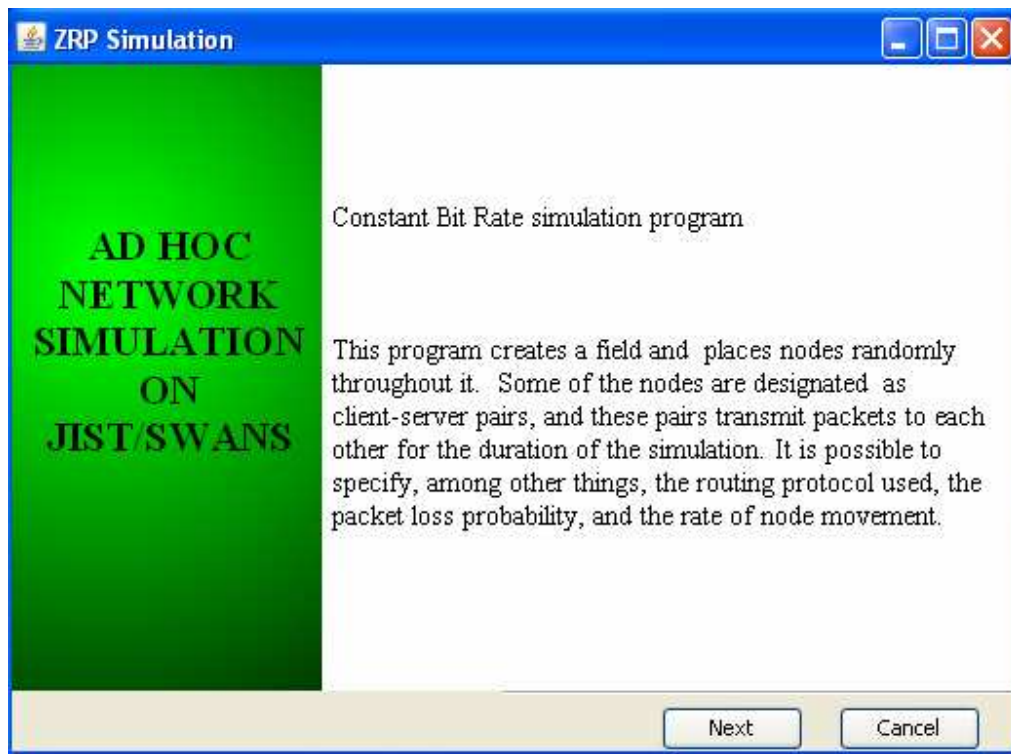 ZRP Simulation
AD HOC
NETWORK
SIMULATION
ON
JIST/SWANS
Constant Bit Rate simulation program
This program creates a field and  places nodes randomly
throughout it.  Some of the nodes are designated  as
client-server pairs, and these pairs transmit packets to each
other for the duration of the simulation. It is possible to
specify, among other things, the routing protocol used, the
packet loss probability, and the rate of node movement.
Next
Cancel